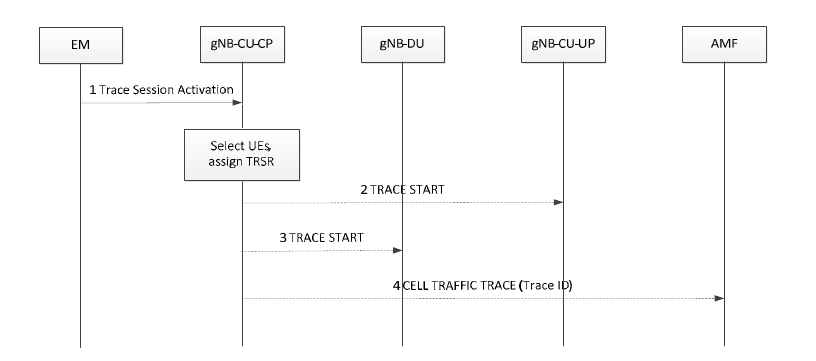 EM
gNB-CU-CP
gNB-DU
gNB-CU-UP
AMF
1 Trace Session Activation
Select UEs,
assign TRSR
2 TRACE START
3 TRACE START
4 CELL TRAFFIC TRACE (Trace ID)